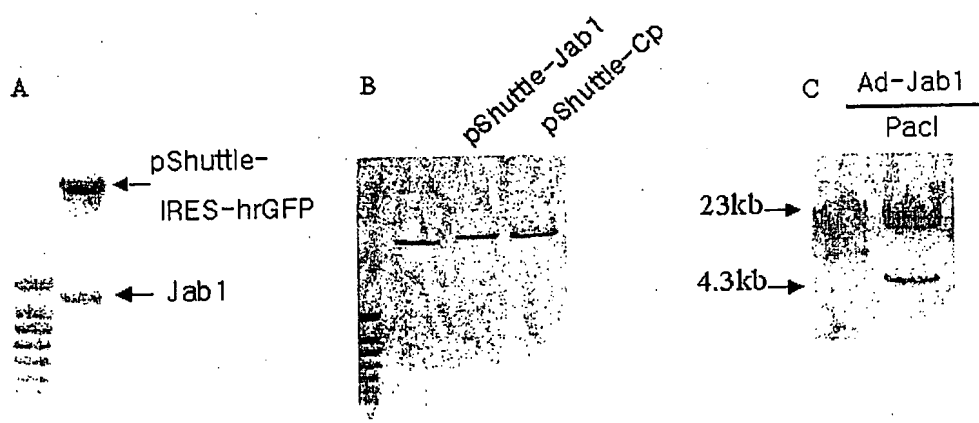 A
pShuttle-
IRES-hrGFP
Jab1
B
pShuttle-Jab1
pShuttle-Cp
C
Ad-Jab1
PacI
23kb
4.3kb